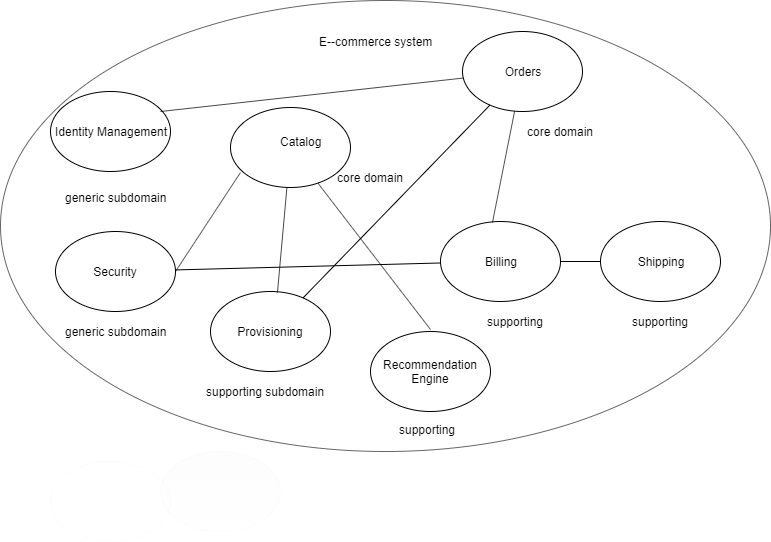 E--commerce system
Orders
core domain
Identity Management
generic subdomain
Catalog
core domain
Security
generic subdomain
Billing
supporting
Shipping
supporting
Provisioning
supporting subdomain
Recommendation
Engine
supporting